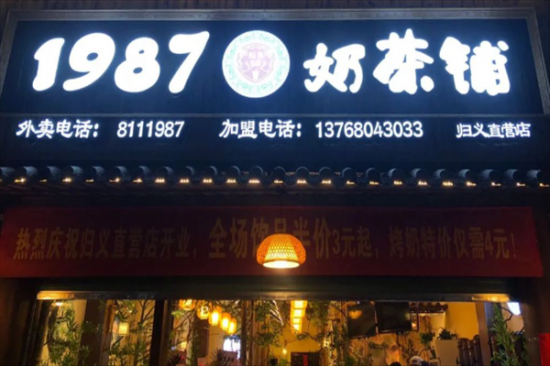 1987 奶茶铺
外卖电话： 8111987 加盟电话：13768043033 归义直营店
热烈庆祝归义直营店开业，全场饮品半价3元起，烤奶特价仅需4元！